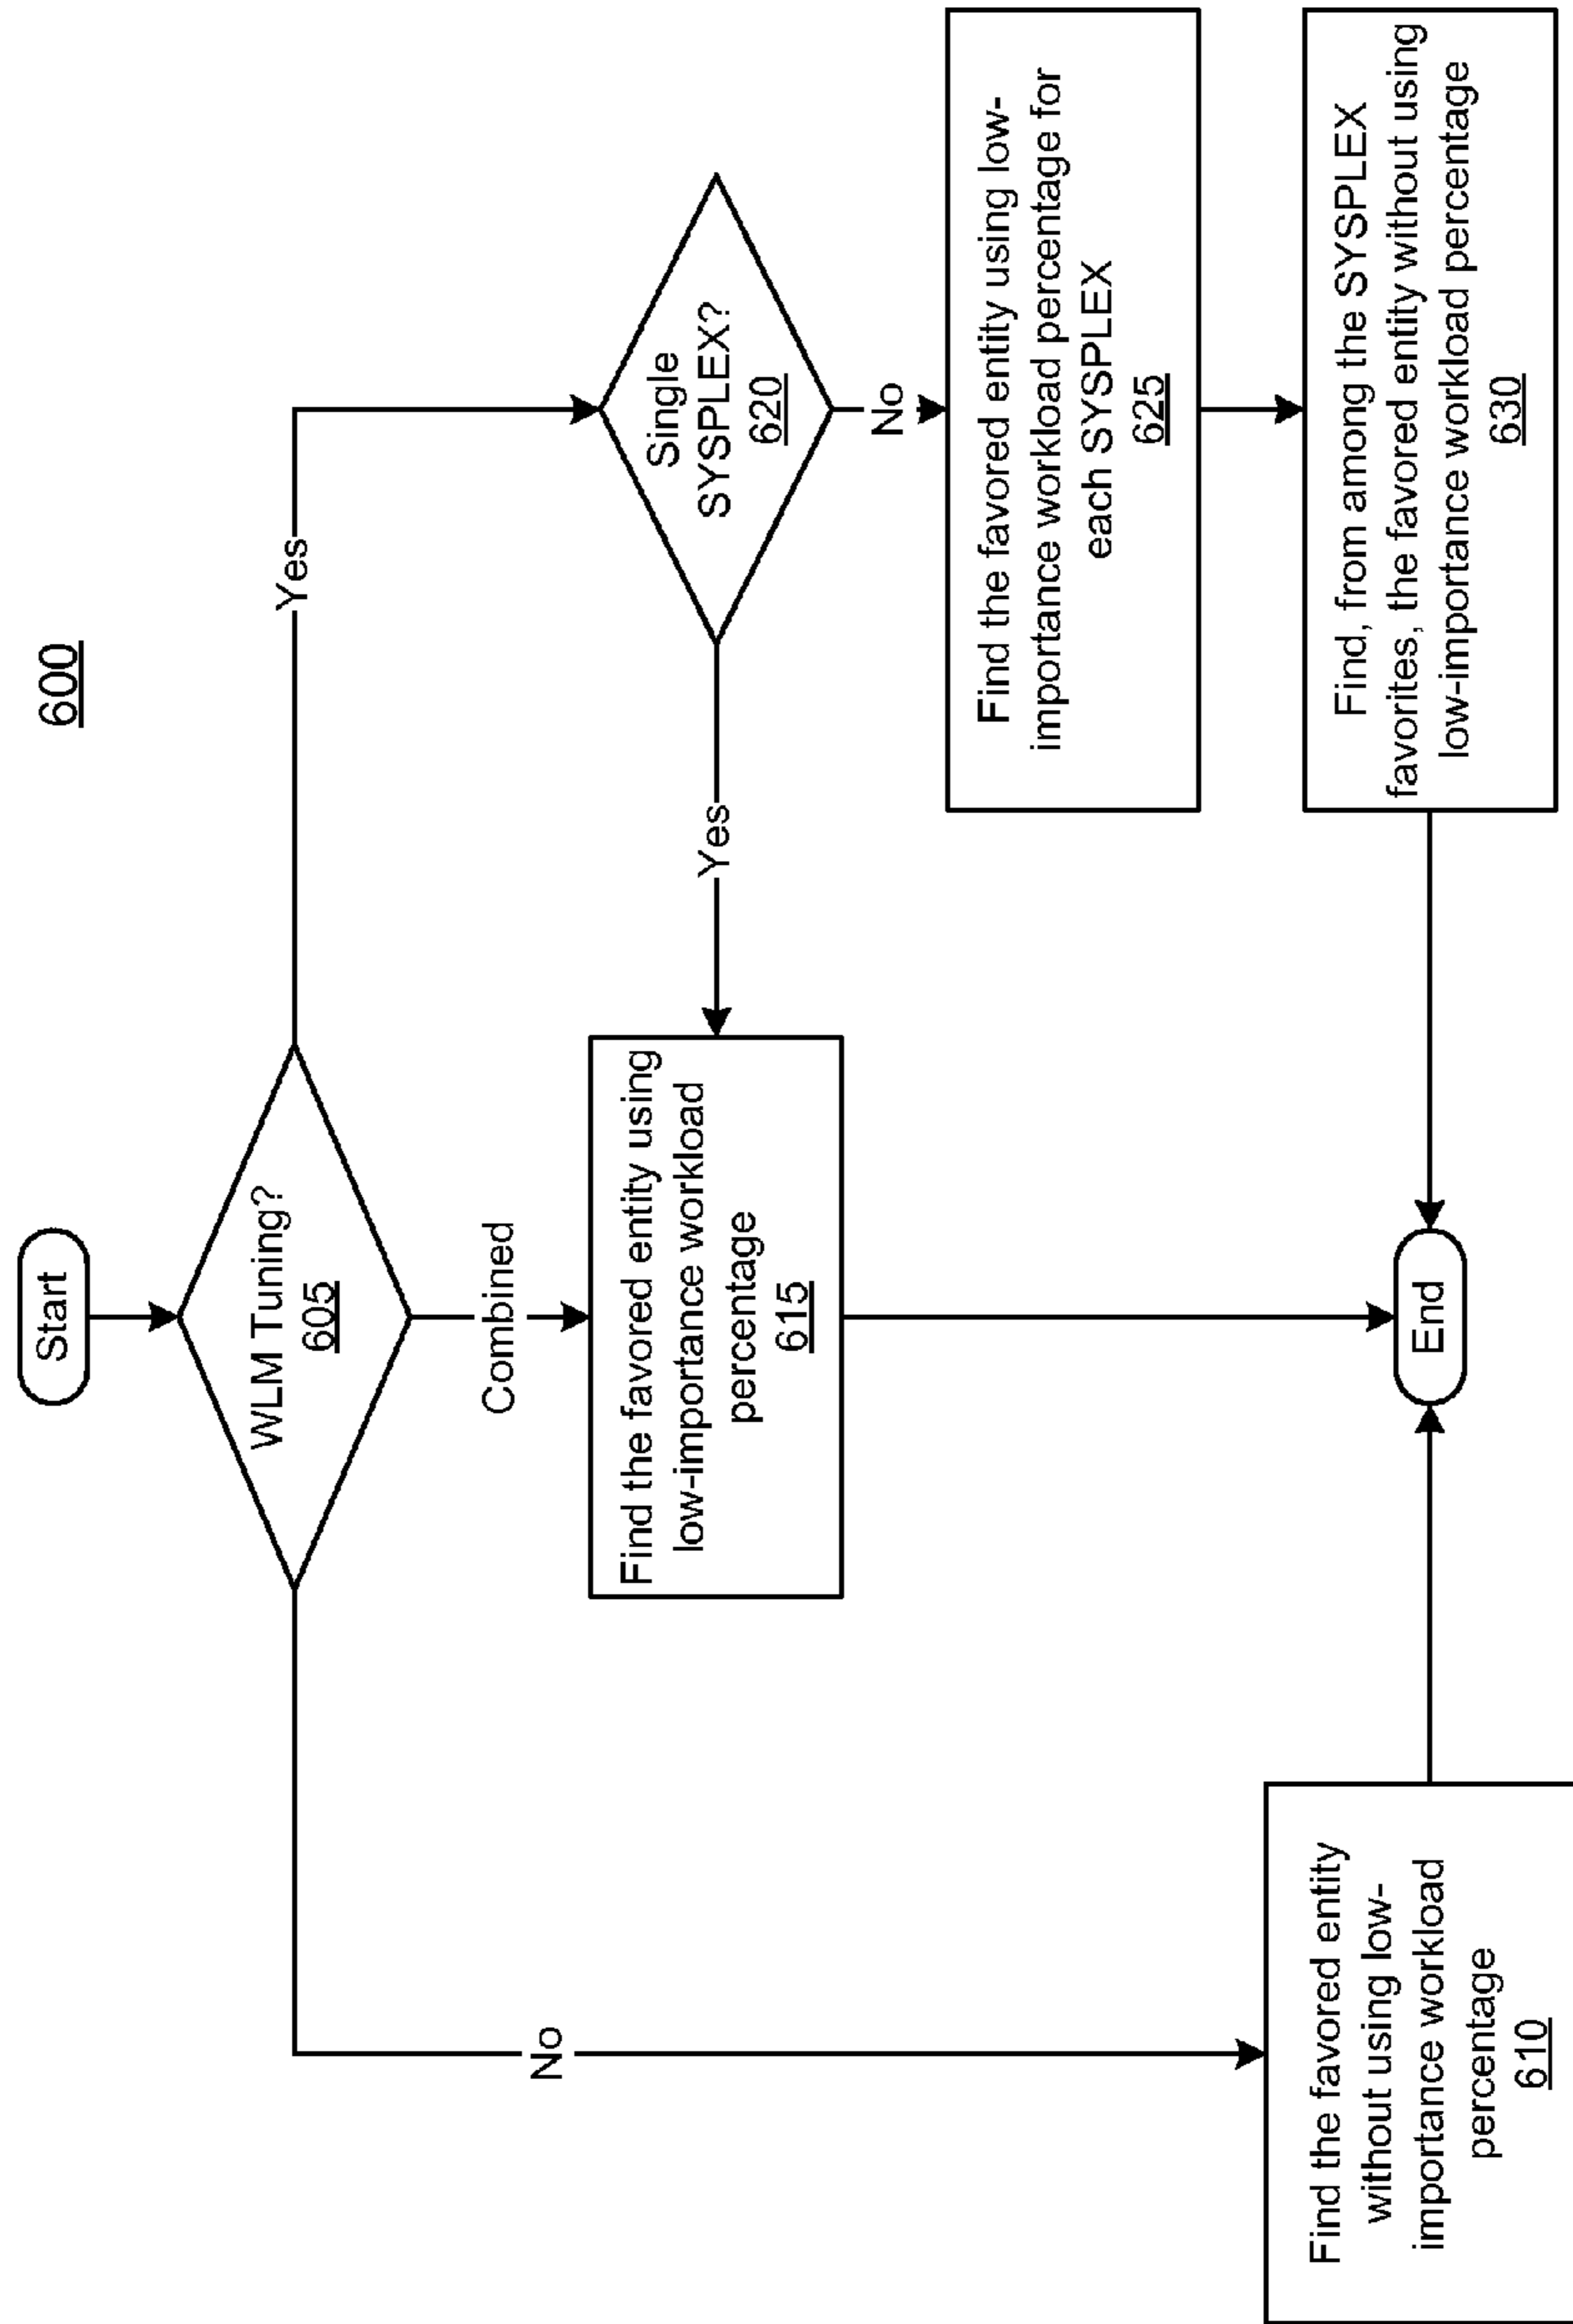 600
Start
WLM Tuning?
605
Yes
No
Combined
Single
SYSPLEX?
620
Yes
No
Find the favored entity using
low-importance workload
percentage
615
Find the favored entity using low-
importance workload percentage for
each SYSPLEX
625
Find, from among the SYSPLEX
favorites, the favored entity without using
low-importance workload percentage
630
Find the favored entity
without using low-
importance workload
percentage
610
End